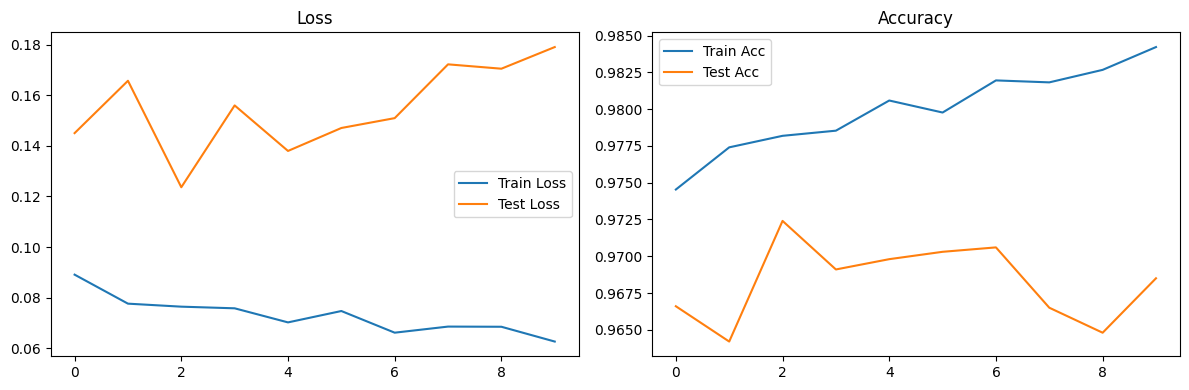 Loss
0.18
0.16
0.14
0.12
0.10
0.08
0.06
0 2 4 6 8
Train Loss
Test Loss
Accuracy
0.9850
0.9825
0.9800
0.9775
0.9750
0.9725
0.9700
0.9675
0.9650
0 2 4 6 8
Train Acc
Test Acc